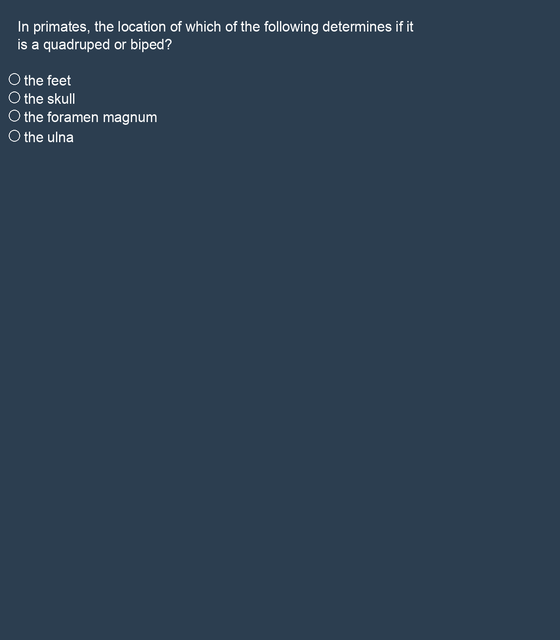 In primates, the location of which of the following determines if it
is a quadruped or biped?
the feet
the skull
the foramen magnum
the ulna